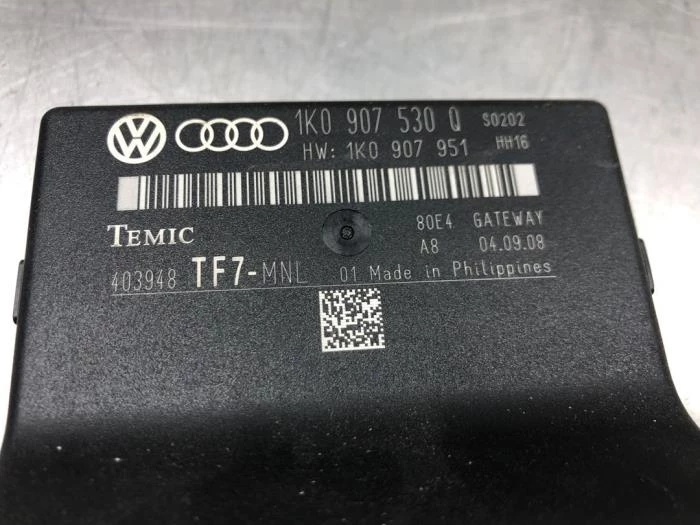 1K0 907 530 Q S0202
HW: 1K0 907 951 HH16
TEMIC
80E4 GATEWAY
A8 04.09.08
403948 TF7-MNL 01 Made in Philippines